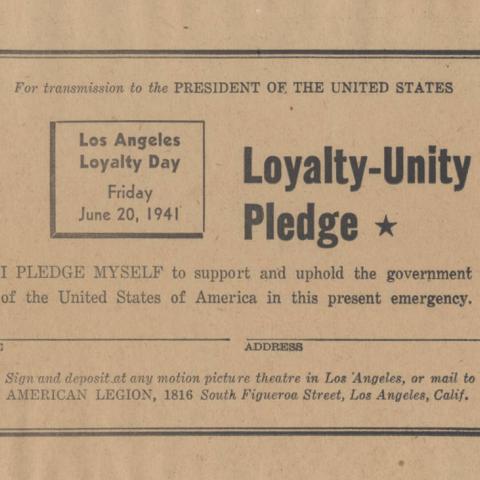 For transmission to the PRESIDENT OF THE UNITED STATES
Los Angeles
Loyalty Day
Friday
June 20, 1941
Loyalty-Unity
Pledge ★
I PLEDGE MYSELF to support and uphold the government
of the United States of America in this present emergency.
ADDRESS
Sign and deposit at any motion picture theatre in Los Angeles, or mail to
AMERICAN LEGION, 1816 South Figueroa Street, Los Angeles, Calif.